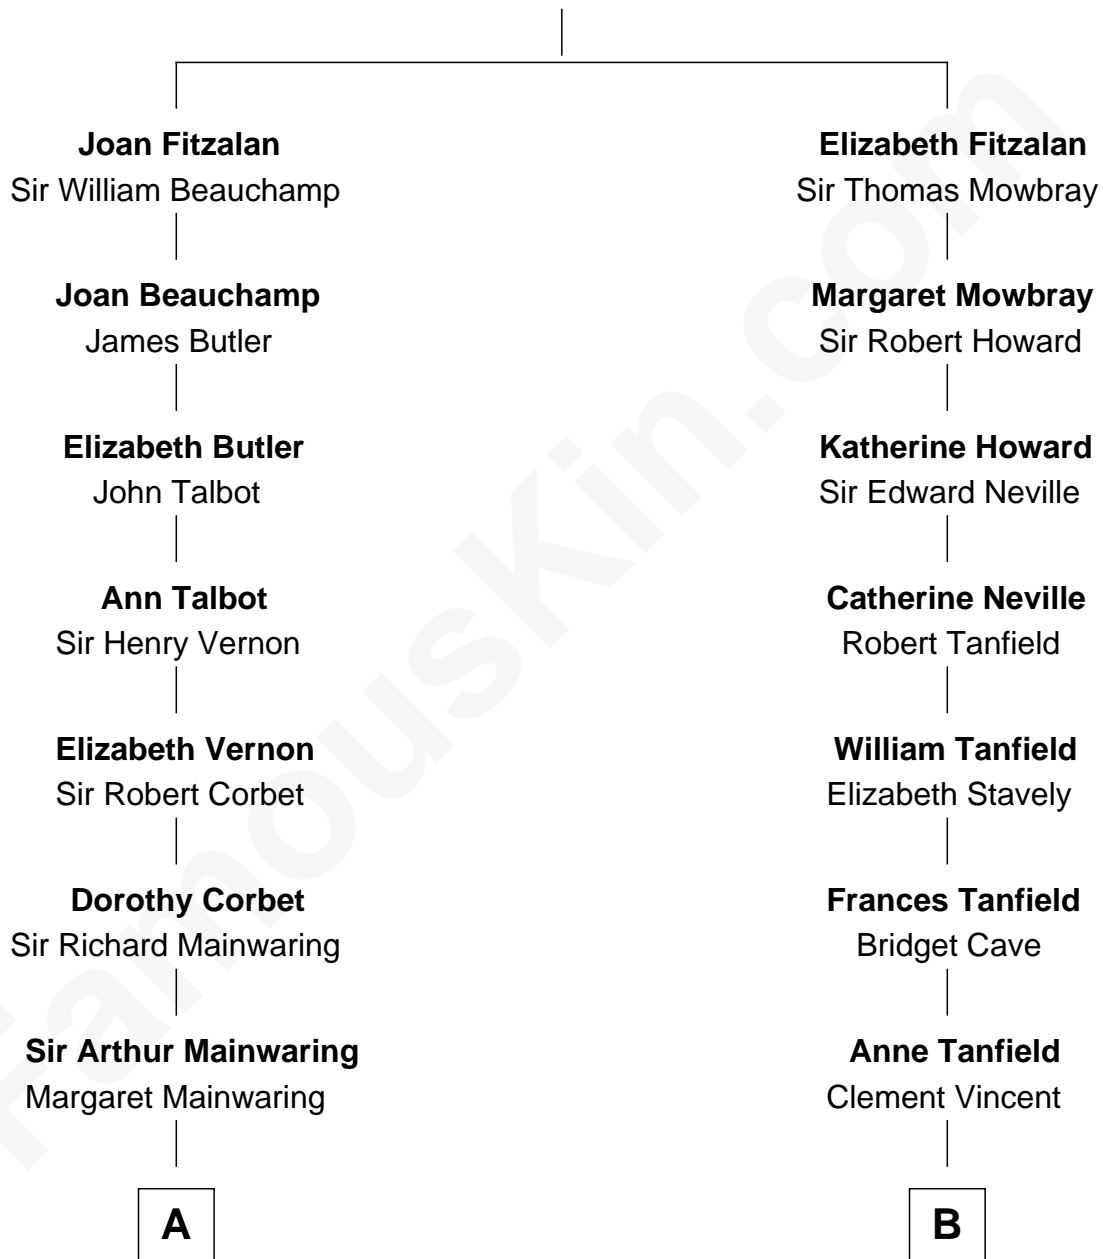 Joan Fitzalan
Sir William Beauchamp
Joan Beauchamp
James Butler
Elizabeth Butler
John Talbot
Ann Talbot
Sir Henry Vernon
Elizabeth Vernon
Sir Robert Corbet
Dorothy Corbet
Sir Richard Mainwaring
Sir Arthur Mainwaring
Margaret Mainwaring
A
Elizabeth Fitzalan
Sir Thomas Mowbray
Margaret Mowbray
Sir Robert Howard
Katherine Howard
Sir Edward Neville
Catherine Neville
Robert Tanfield
William Tanfield
Elizabeth Stavely
Frances Tanfield
Bridget Cave
Anne Tanfield
Clement Vincent
B
FamousKin.com